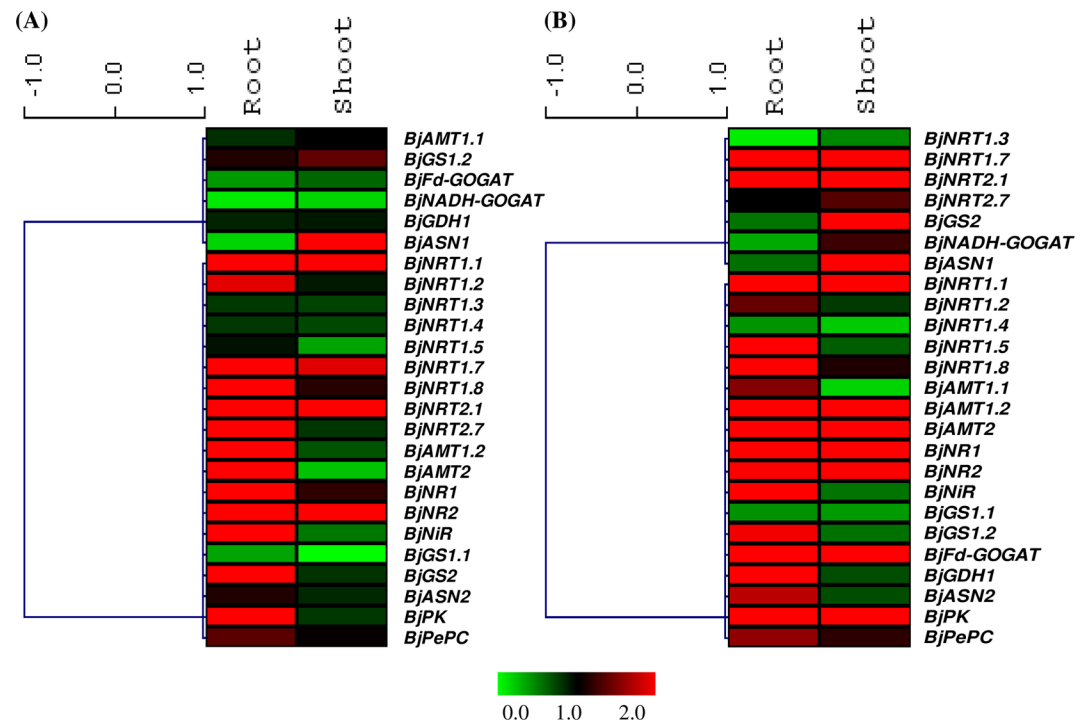 (A)
-1.0 0.0 1.0 Root Shoot
BjAMT1.1
BjGS1.2
BjFd-GOGAT
BjNADH-GOGAT
BjGDH1
BjASN1
BjNRT1.1
BjNRT1.2
BjNRT1.3
BjNRT1.4
BjNRT1.5
BjNRT1.7
BjNRT1.8
BjNRT2.1
BjNRT2.7
BjAMT1.2
BjAMT2
BjNR1
BjNR2
BjNiR
BjGS1.1
BjGS2
BjASN2
BjPK
BjPePC
(B)
-1.0 0.0 1.0 Root Shoot
BjNRT1.3
BjNRT1.7
BjNRT2.1
BjNRT2.7
BjGS2
BjNADH-GOGAT
BjASN1
BjNRT1.1
BjNRT1.2
BjNRT1.4
BjNRT1.5
BjNRT1.8
BjAMT1.1
BjAMT1.2
BjAMT2
BjNR1
BjNR2
BjNiR
BjGS1.1
BjGS1.2
BjFd-GOGAT
BjGDH1
BjASN2
BjPK
BjPePC
0.0 1.0 2.0